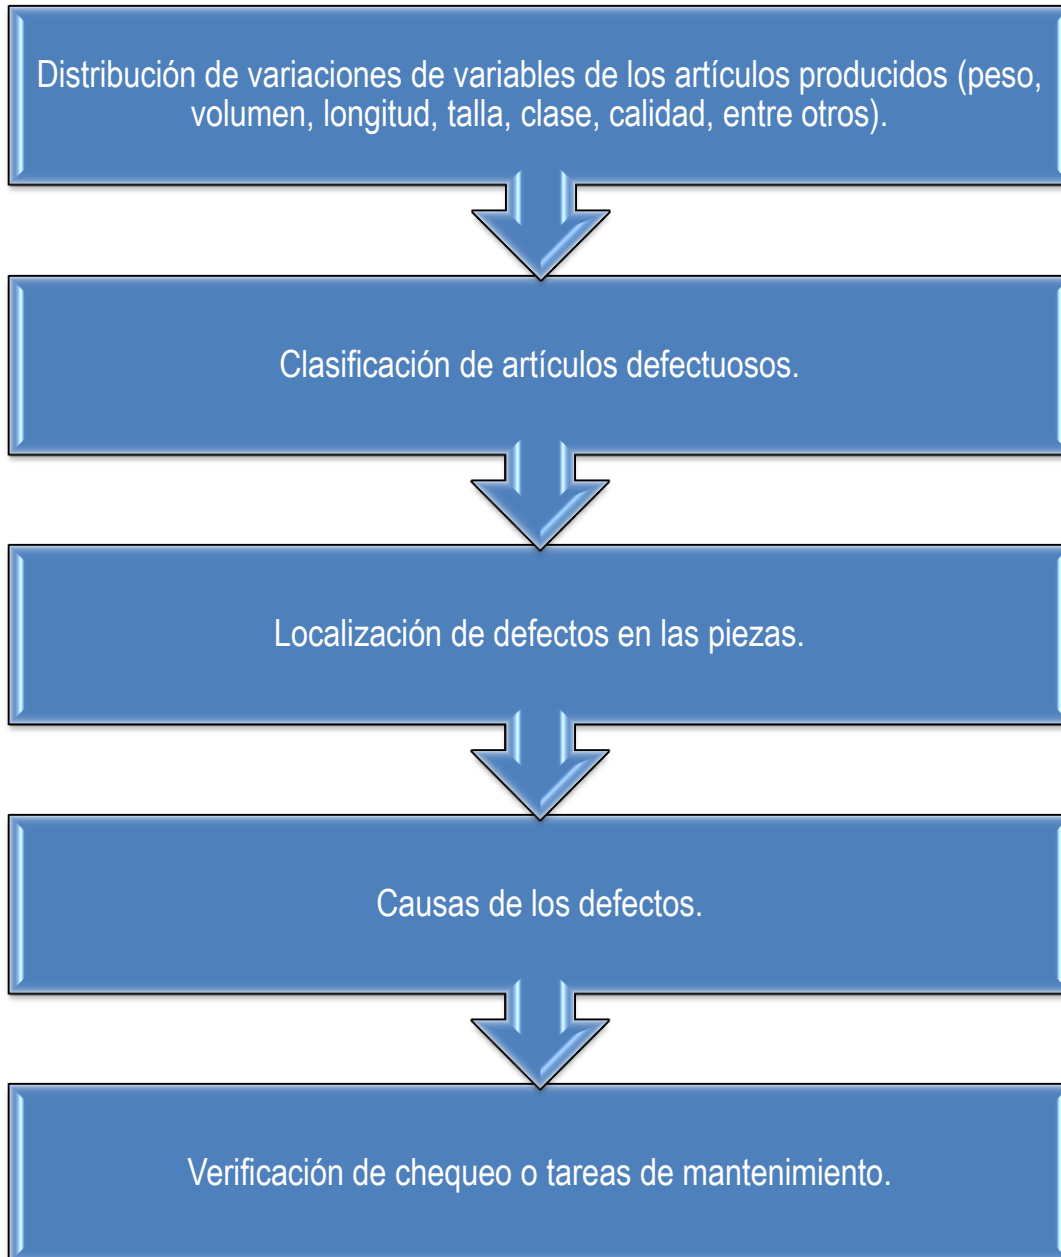 Distribución de variaciones de variables de los artículos producidos (peso,
volumen, longitud, talla, clase, calidad, entre otros).
Clasificación de artículos defectuosos.
Localización de defectos en las piezas.
Causas de los defectos.
Verificación de chequeo o tareas de mantenimiento.